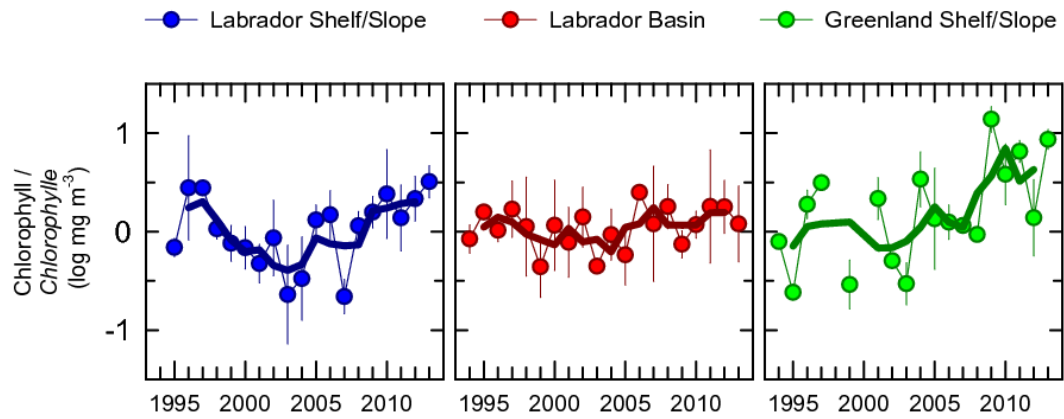 Labrador Shelf/Slope
Labrador Basin
Greenland Shelf/Slope
Chlorophyll /
Chlorophylle
(log mg m⁻³)
1
0
-1
1995 2000 2005 2010
1995 2000 2005 2010
1995 2000 2005 2010